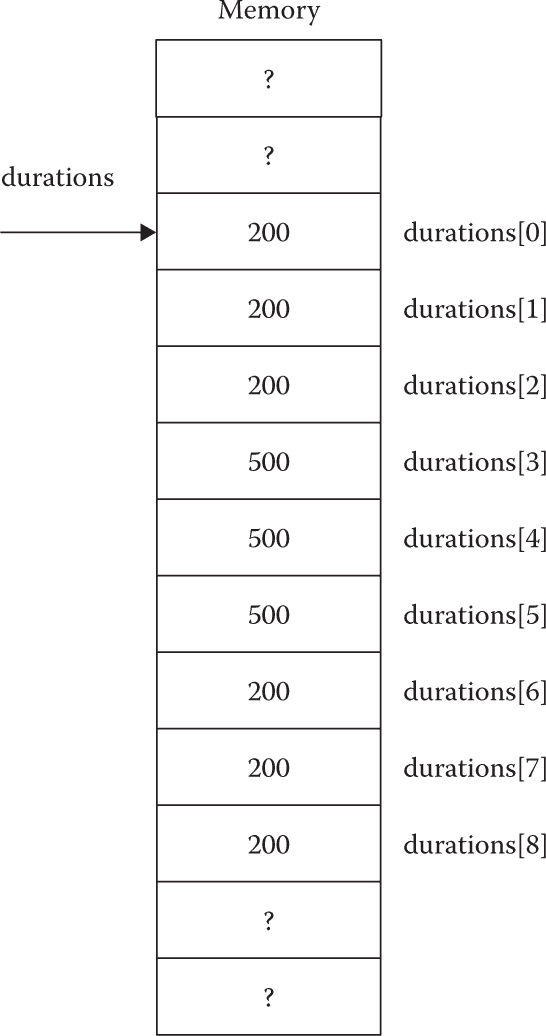 Memory
?
?
durations
200 durations[0]
200 durations[1]
200 durations[2]
500 durations[3]
500 durations[4]
500 durations[5]
200 durations[6]
200 durations[7]
200 durations[8]
?
?